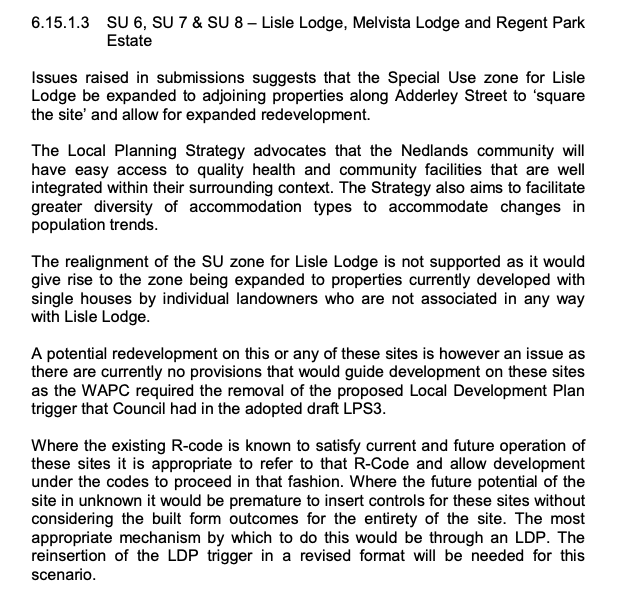 6.15.1.3 SU 6, SU 7 & SU 8 – Lisle Lodge, Melvista Lodge and Regent Park
Estate
Issues raised in submissions suggests that the Special Use zone for Lisle
Lodge be expanded to adjoining properties along Adderley Street to ‘square
the site’ and allow for expanded redevelopment.
The Local Planning Strategy advocates that the Nedlands community will
have easy access to quality health and community facilities that are well
integrated within their surrounding context. The Strategy also aims to facilitate
greater diversity of accommodation types to accommodate changes in
population trends.
The realignment of the SU zone for Lisle Lodge is not supported as it would
give rise to the zone being expanded to properties currently developed with
single houses by individual landowners who are not associated in any way
with Lisle Lodge.
A potential redevelopment on this or any of these sites is however an issue as
there are currently no provisions that would guide development on these sites
as the WAPC required the removal of the proposed Local Development Plan
trigger that Council had in the adopted draft LPS3.
Where the existing R-code is known to satisfy current and future operation of
these sites it is appropriate to refer to that R-Code and allow development
under the codes to proceed in that fashion. Where the future potential of the
site in unknown it would be premature to insert controls for these sites without
considering the built form outcomes for the entirety of the site. The most
appropriate mechanism by which to do this would be through an LDP. The
reinsertion of the LDP trigger in a revised format will be needed for this
scenario.